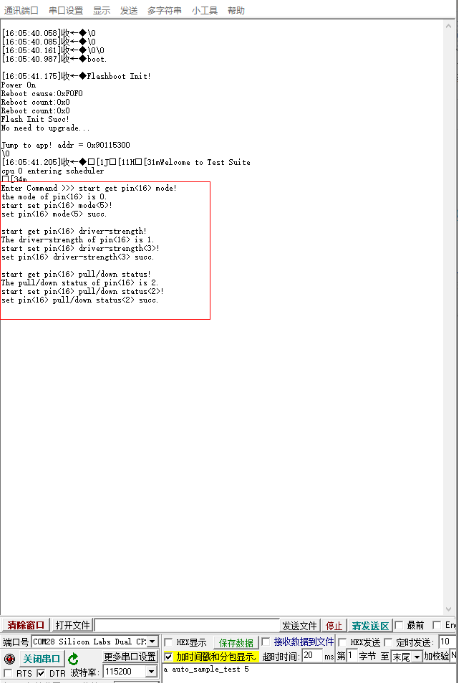 通讯端口 串口设置 显示 发送 多字符串 小工具 帮助
[16:05:40.058]收←◆\0
[16:05:40.085]收←◆\0
[16:05:40.161]收←◆\0\0
[16:05:40.987]收←◆boot.
[16:05:41.175]收←◆Flashboot Init!
Power On
Reboot cause:0xF0F0
Reboot count:0x0
Reboot count:0x0
Flash Init Succ!
No need to upgrade...
Jump to app! addr = 0x90115300
\0
[16:05:41.205]收←◆□[1J□[11M□[31mWelcome to Test Suite
cpu 0 entering scheduler
□[34m
Enter Command >>> start get pin<16> mode!
the mode of pin<16> is 0.
start set pin<16> mode<5>!
set pin<16> mode<5> succ.
start get pin<16> driver-strength!
The driver-strength of pin<16> is 1.
start set pin<16> driver-strength<3>!
set pin<16> driver-strength<3> succ.
start get pin<16> pull/down status!
The pull/down status of pin<16> is 2.
start set pin<16> pull/down status<2>!
set pin<16> pull/down status<2> succ.
清除窗口 打开文件 发送文件 停止 清发送区 最前 En
端口号 COM28 Silicon Labs Dual CP. HEX显示 保存数据 接收数据到文件 HEX发送 定时发送: 10
关闭串口 更多串口设置 加时间戳和分包显示. 超时时间: 20 ms 第 1 字节 至 末尾 加校验 N
RTS DTR 波特率: 115200 a auto_sample_test 5